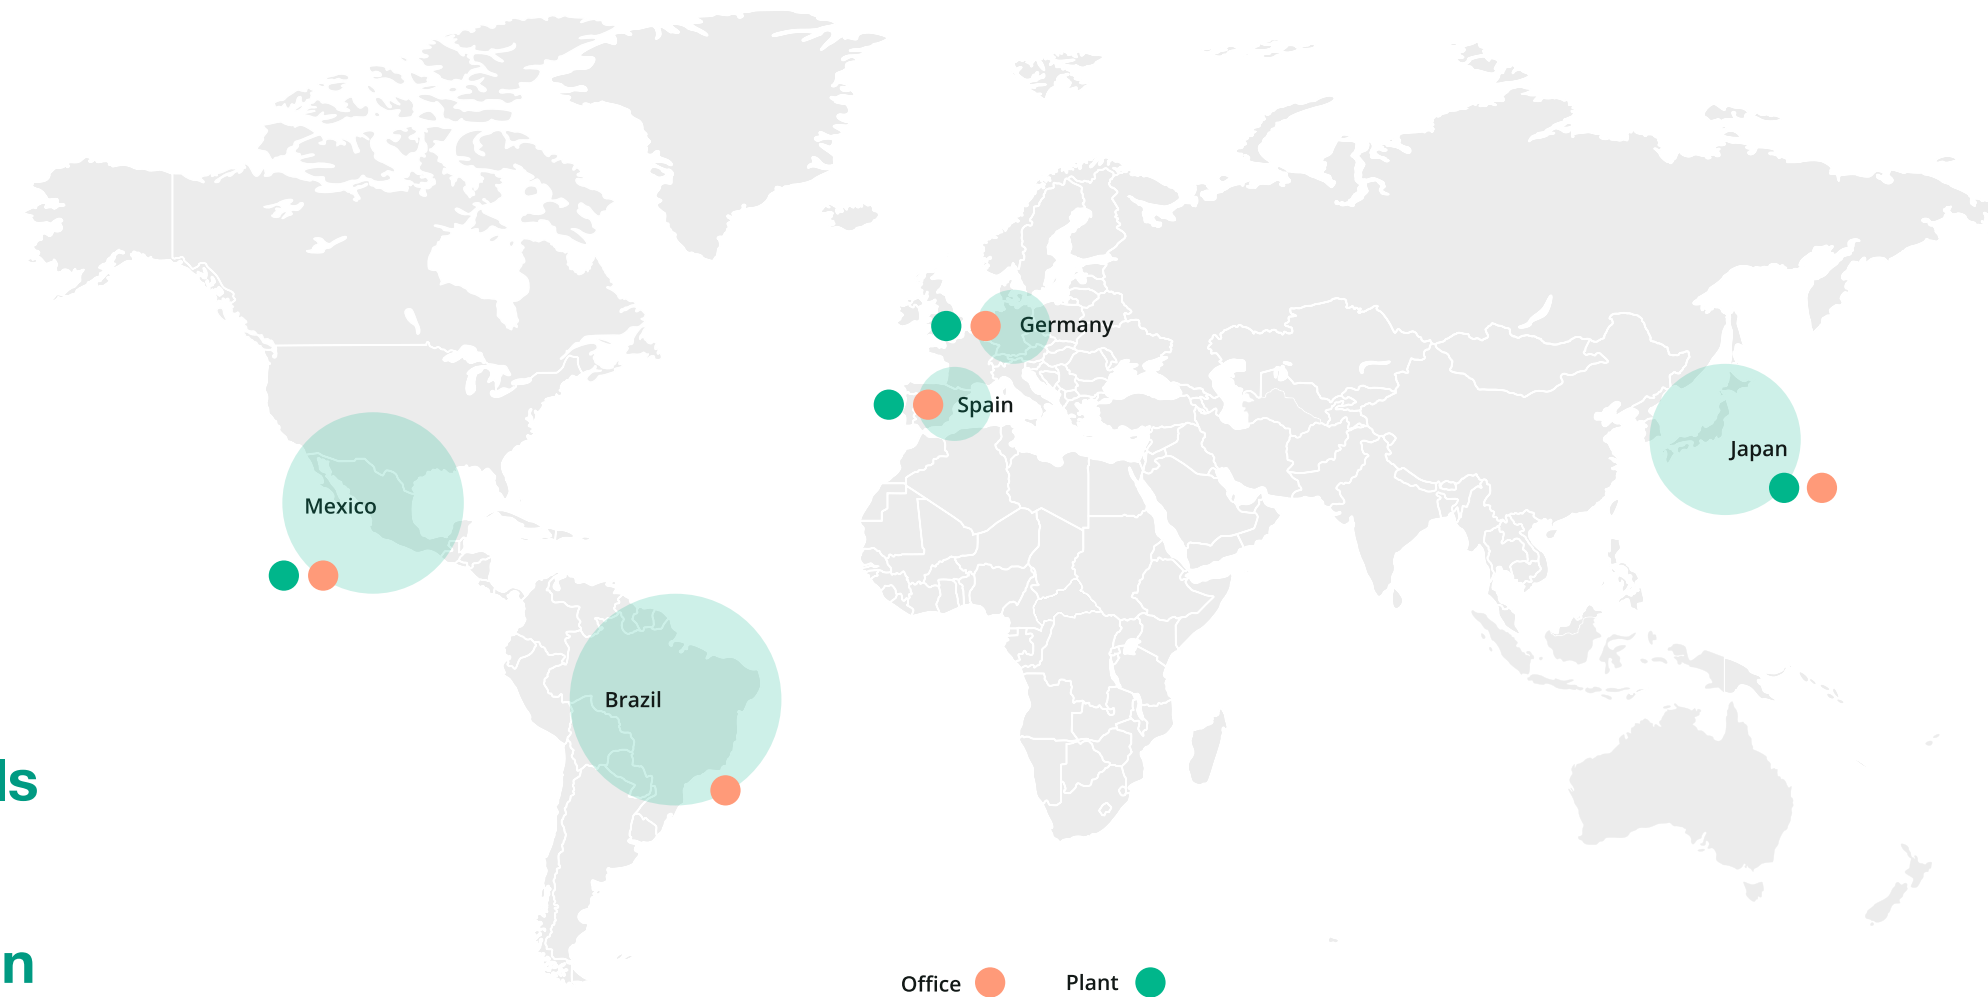 Germany
Spain
Japan
Mexico
Brazil
ls
n
Office
Plant